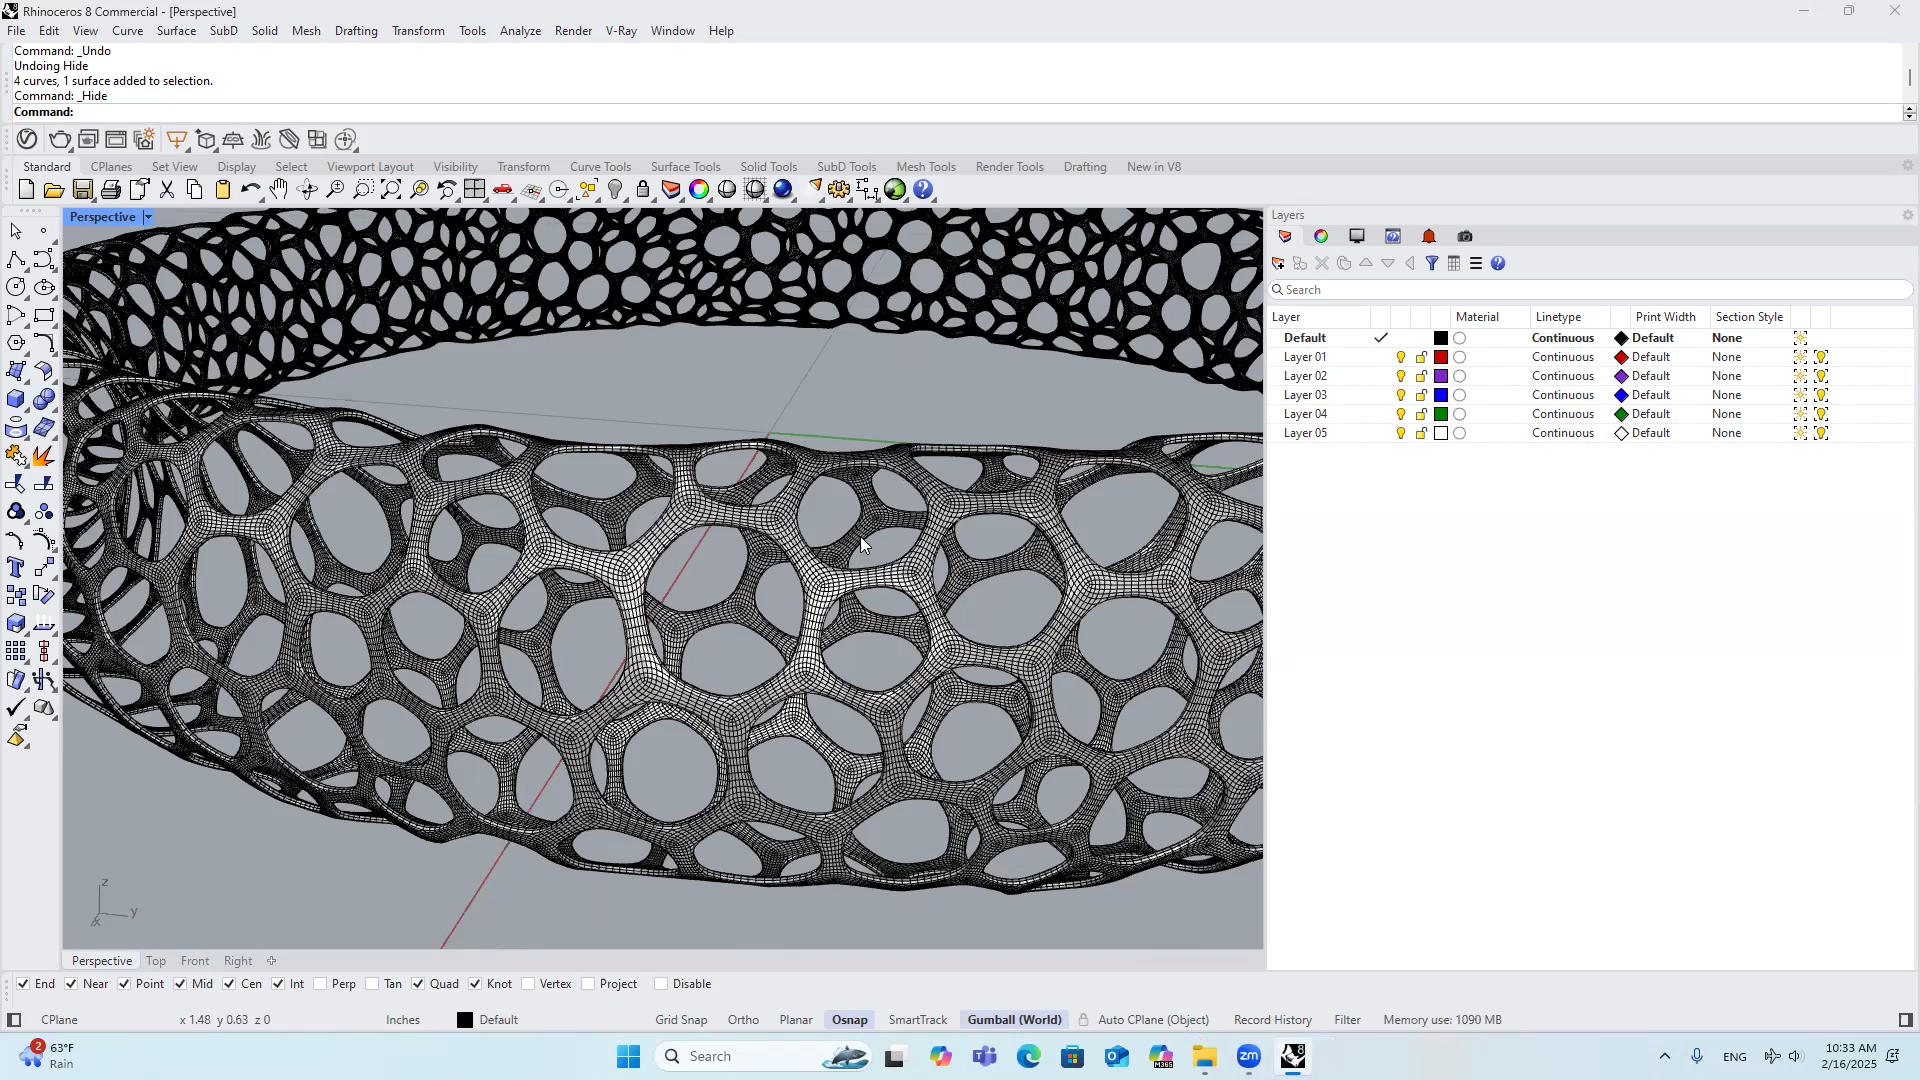 Rhinoceros 8 Commercial - [Perspective]
File Edit View Curve Surface SubD Solid Mesh Drafting Transform Tools Analyze Render V-Ray Window Help
Command: _Undo
Undoing Hide
4 curves, 1 surface added to selection.
Command: _Hide
Command:
Standard CPlanes Set View Display Select Viewport Layout Visibility Transform Curve Tools Surface Tools Solid Tools SubD Tools Mesh Tools Render Tools Drafting New in V8
Perspective
Layers
Search
Layer Material Linetype Print Width Section Style
Default Continuous Default None
Layer 01 Continuous Default None
Layer 02 Continuous Default None
Layer 03 Continuous Default None
Layer 04 Continuous Default None
Layer 05 Continuous Default None
z
y
x
Perspective Top Front Right
End Near Point Mid Cen Int Perp Tan Quad Knot Vertex Project Disable
CPlane x 1.48 y 0.63 z 0 Inches Default Grid Snap Ortho Planar Osnap SmartTrack Gumball (World) Auto CPlane (Object) Record History Filter Memory use: 1090 MB
2 63°F
Rain
Search
M365
zm
8
ENG
10:33 AM
2/16/2025